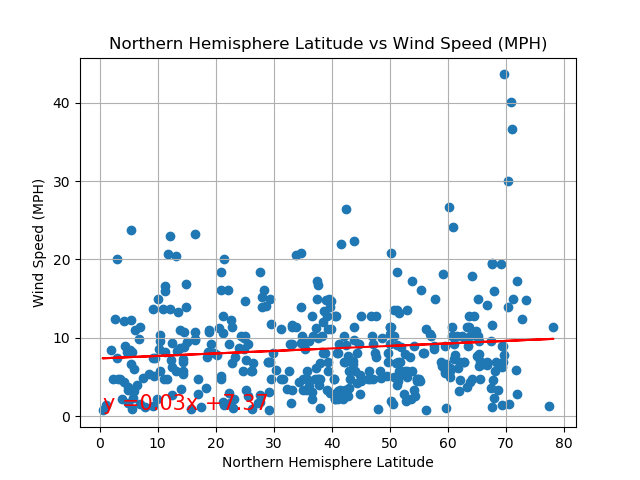 Northern Hemisphere Latitude vs Wind Speed (MPH)
40
30
20
10
0
Wind Speed (MPH)
y =0.03x +7.37
0 10 20 30 40 50 60 70 80
Northern Hemisphere Latitude